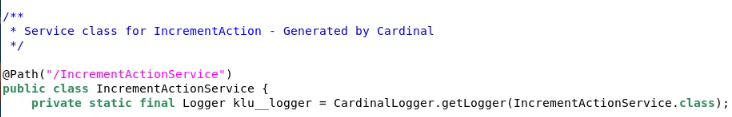 /**
 * Service class for IncrementAction - Generated by Cardinal
 */
@Path("/IncrementActionService")
public class IncrementActionService {
    private static final Logger klu__logger = CardinalLogger.getLogger(IncrementActionService.class);